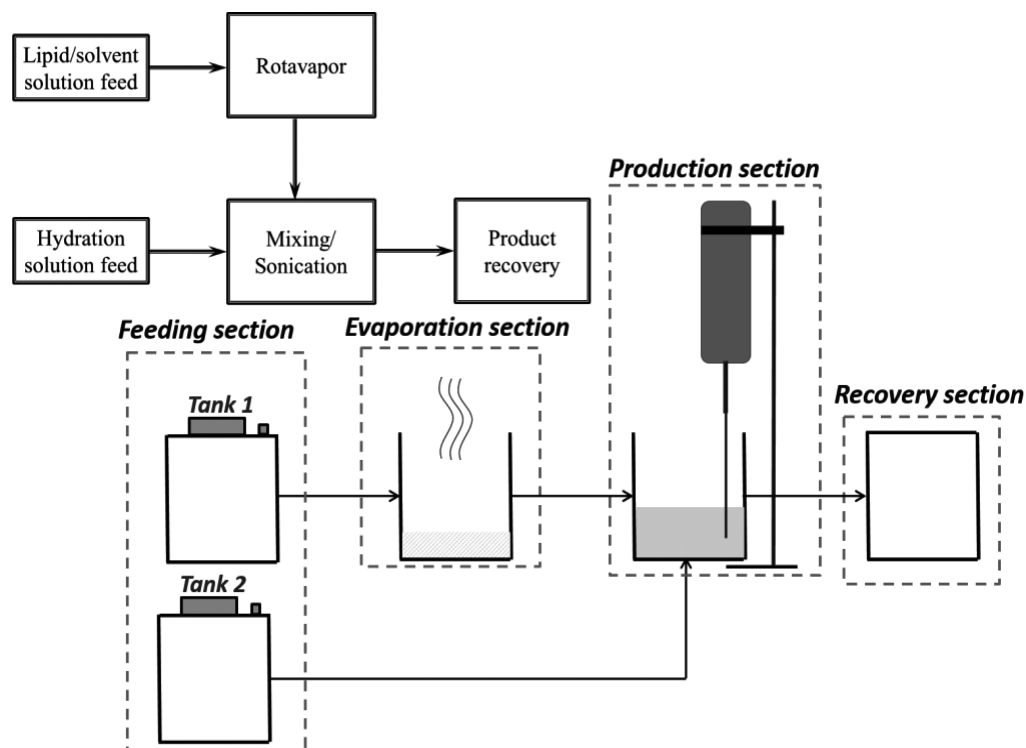 Lipid/solvent
solution feed
Rotavapor
Hydration
solution feed
Mixing/
Sonication
Product
recovery
Production section
Feeding section
Evaporation section
Recovery section
Tank 1
Tank 2